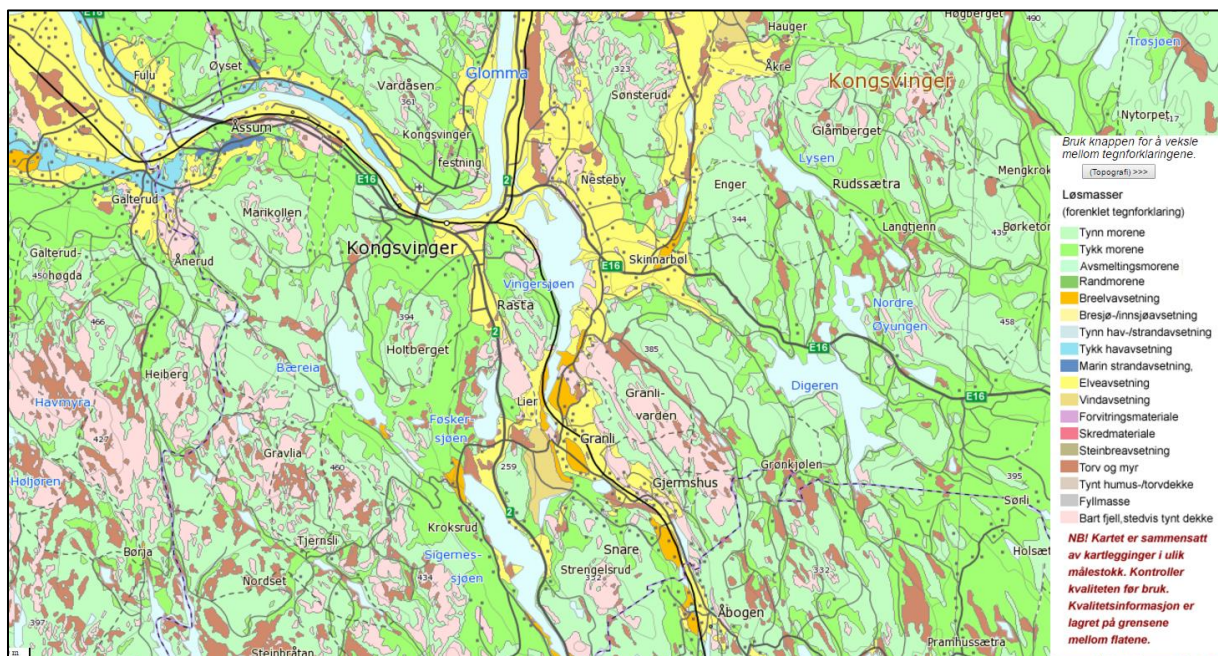 E16
Hauger
Høgberget
490
Trøsjøen
Øyset
Fulu
Vardåsen
361
Glomma
323
Sønsterud
Åkre
Kongsvinger
Nytorpet
17
Åssum
Kongsvinger
festning
Glåmberget
Lysen
Mengkrok
E16
2
Nesteby
Enger
Rudssætra
Galterud
Marikollen
379
344
Langtjenn
439
Børketor
Galterud-
høgda
450
Ånerud
Kongsvinger
E16
Skinnarbøl
Vingersjøen
Rasta
Nordre
Øyungen
466
394
2
458
Holtberget
385
E16
Heiberg
Bæreia
Digeren
E16
Havmyra
Lier
Granli-
varden
427
Føsker-
sjøen
Granli
Gravlia
460
259
Grønkjølen
395
Høljøren
Gjermshus
Sørli
Kroksrud
2
Børja
Tjernsli
Snare
Holsæt
Sigernes-
sjøen
Strengelsrud
332
332
Nordset
434
Åbogen
397
Steinbråtan
Pramhussætra
m
Bruk knappen for å veksle
mellom tegnforklaringene.
(Topografi) >>>
Løsmasser
(forenklet tegnforklaring)
Tynn morene
Tykk morene
Avsmeltingsmorene
Randmorene
Breelvavsetning
Bresjø-/innsjøavsetning
Tynn hav-/strandavsetning
Tykk havavsetning
Marin strandavsetning,
Elveavsetning
Vindavsetning
Forvitringsmateriale
Skredmateriale
Steinbreavsetning
Torv og myr
Tynt humus-/torvdekke
Fyllmasse
Bart fjell,stedvis tynt dekke
NB! Kartet er sammensatt
av kartlegginger i ulik
målestokk. Kontroller
kvaliteten før bruk.
Kvalitetsinformasjon er
lagret på grensene
mellom flatene.